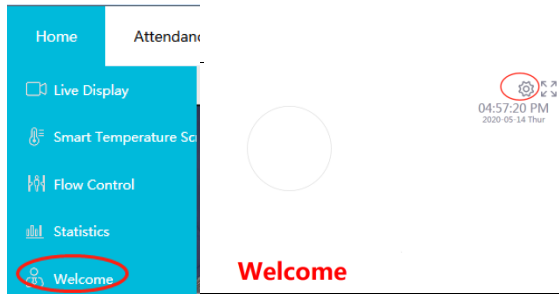 Home
Attendanc
Live Display
Smart Temperature Scr
Flow Control
Statistics
Welcome
04:57:20 PM
2020-05-14 Thur
Welcome